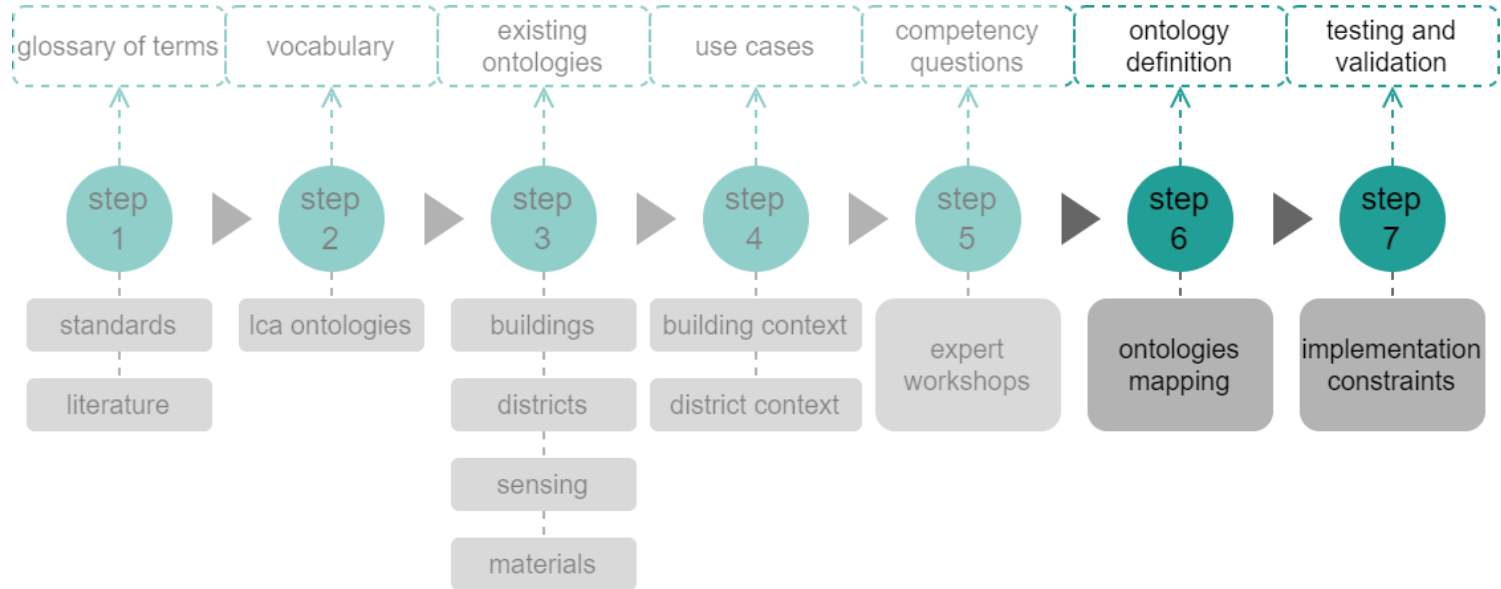 glossary of terms
vocabulary
existing
ontologies
use cases
competency
questions
ontology
definition
testing and
validation
step
1
step
2
step
3
step
4
step
5
step
6
step
7
standards
literature
lca ontologies
buildings
districts
sensing
materials
building context
district context
expert
workshops
ontologies
mapping
implementation
constraints